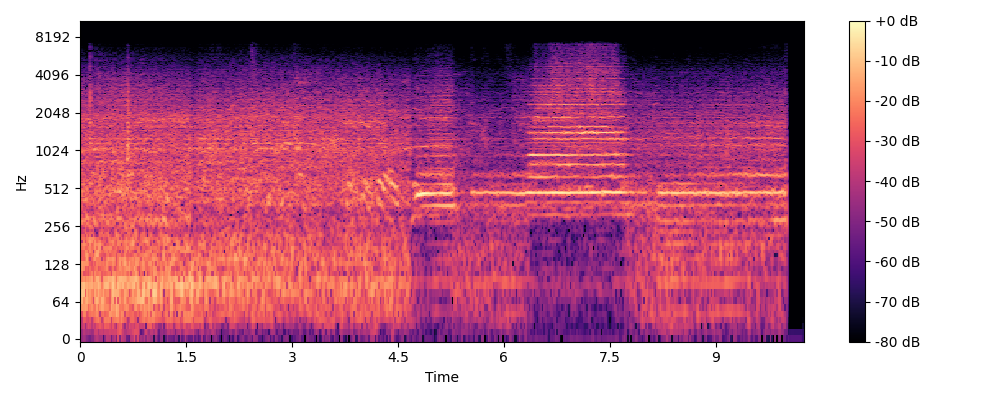 8192
4096
2048
1024
512
256
128
64
0
Hz
0 1.5 3 4.5 6 7.5 9
Time
+0 dB
-10 dB
-20 dB
-30 dB
-40 dB
-50 dB
-60 dB
-70 dB
-80 dB